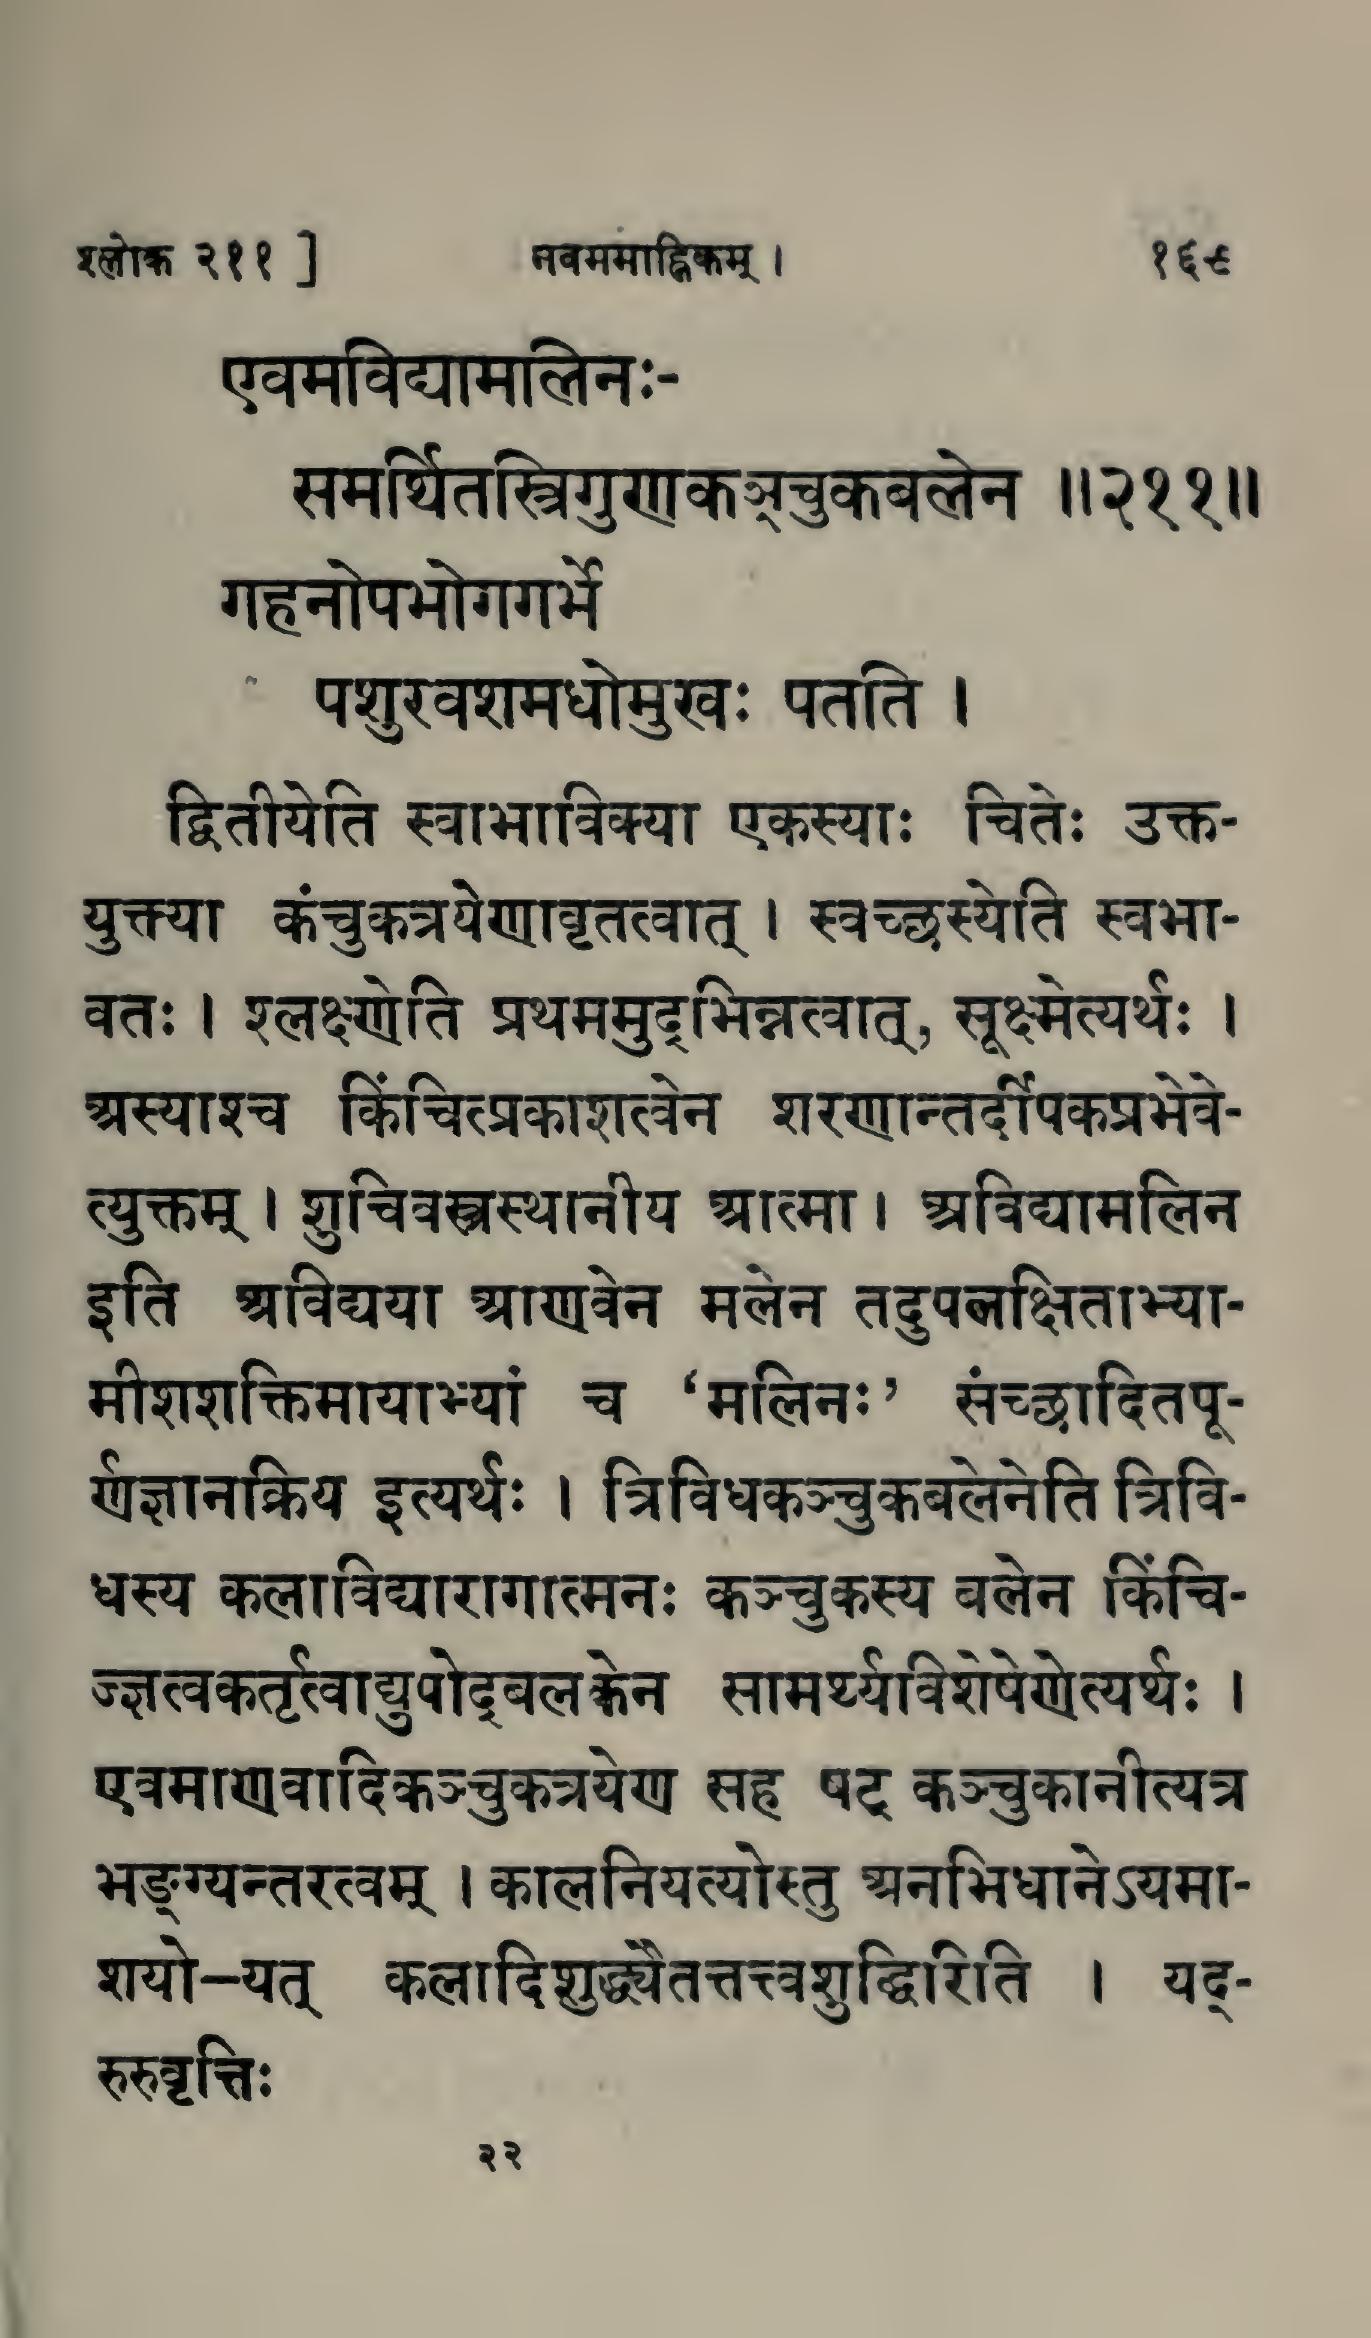 श्लोक २११ ] नवममाह्निकम् । १६९
एवमविद्यामलिनः-
समर्थितस्त्रिगुणकञ्चुकबलेन ॥२११॥
गहनोपभोगगर्भे
पशुरवशमधोमुखः पतति ।
द्वितीयेति स्वाभाविक्या एकस्याः चितेः उक्त-
युक्त्या कंचुकत्रयेणावृतत्वात् । स्वच्छस्येति स्वभा-
वतः । श्लक्ष्णेति प्रथममुद्भिन्नत्वात्, सूक्ष्मेत्यर्थः ।
अस्याश्च किंचित्प्रकाशत्वेन शरणान्तर्दीपकप्रभेवे-
त्युक्तम् । शुचिवस्त्रस्थानीय आत्मा । अविद्यामलिन
इति अविद्यया आणवेन मलेन तदुपलक्षिताभ्या-
मीशशक्तिमायाभ्यां च ‘मलिनः’ संच्छादितपू-
र्णज्ञानक्रिय इत्यर्थः । त्रिविधकञ्चुकबलेनेति त्रिवि-
धस्य कलाविद्यारागात्मनः कञ्चुकस्य बलेन किंचि-
ज्ज्ञत्वकर्तृत्वाद्युपोद्बलकेन सामर्थ्यविशेषेणेत्यर्थः ।
एवमाणवादिकञ्चुकत्रयेण सह षट् कञ्चुकानीत्यत्र
भङ्ग्यन्तरत्वम् । कालनियत्योस्तु अनभिधानेऽयमा-
शयो—यत् कलादिशुद्ध्यैतत्तत्त्वशुद्धिरिति । यद्-
रुरुवृत्तिः
२२